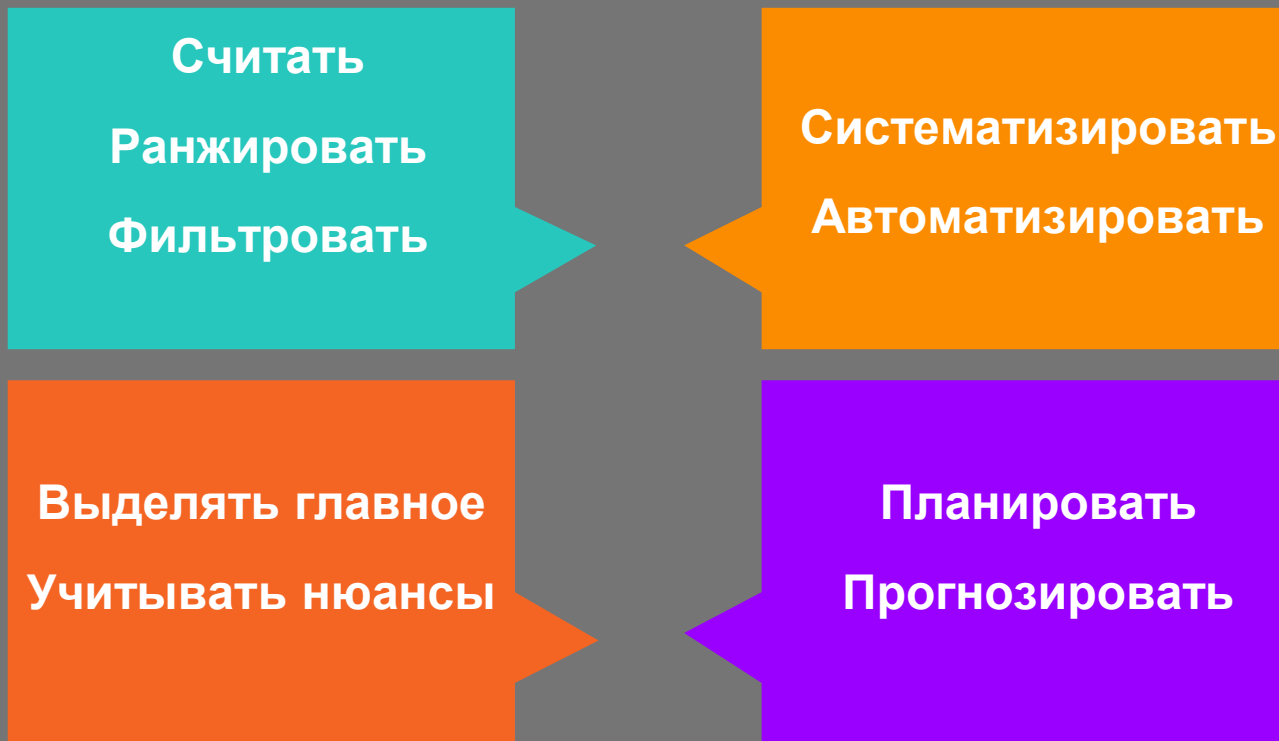 Считать
Ранжировать
Фильтровать
Систематизировать
Автоматизировать
Выделять главное
Учитывать нюансы
Планировать
Прогнозировать